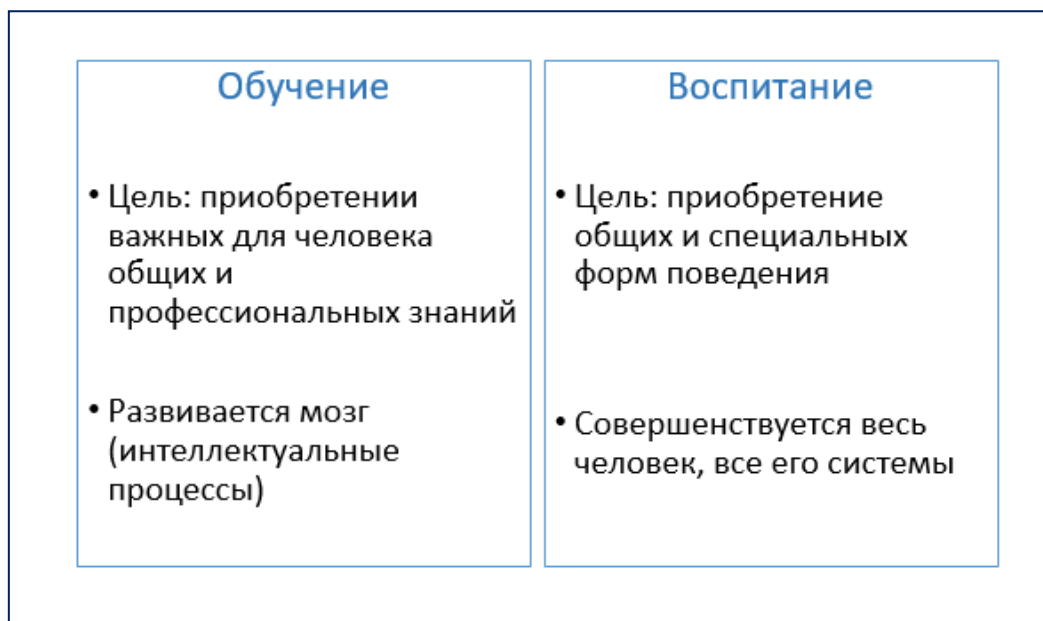 Обучение
• Цель: приобретении
важных для человека
общих и
профессиональных знаний
• Развивается мозг
(интеллектуальные
процессы)
Воспитание
• Цель: приобретение
общих и специальных
форм поведения
• Совершенствуется весь
человек, все его системы